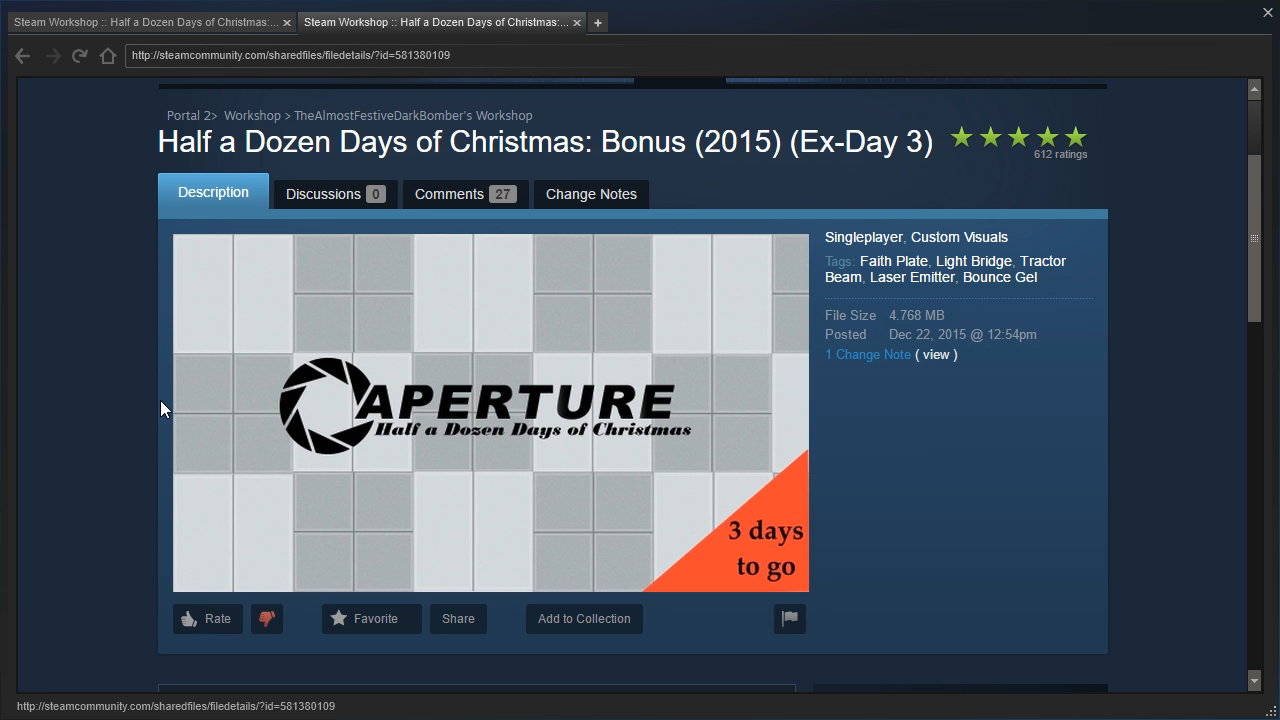 Steam Workshop :: Half a Dozen Days of Christmas:...
Steam Workshop :: Half a Dozen Days of Christmas:...
http://steamcommunity.com/sharedfiles/filedetails/?id=581380109
Portal 2> Workshop > TheAlmostFestiveDarkBomber's Workshop
Half a Dozen Days of Christmas: Bonus (2015) (Ex-Day 3)
612 ratings
Description
Discussions 0
Comments 27
Change Notes
APERTURE
Half a Dozen Days of Christmas
3 days
to go
Singleplayer, Custom Visuals
Tags: Faith Plate, Light Bridge, Tractor
Beam, Laser Emitter, Bounce Gel
File Size 4.768 MB
Posted Dec 22, 2015 @ 12:54pm
1 Change Note ( view )
Rate
Favorite
Share
Add to Collection
http://steamcommunity.com/sharedfiles/filedetails/?id=581380109